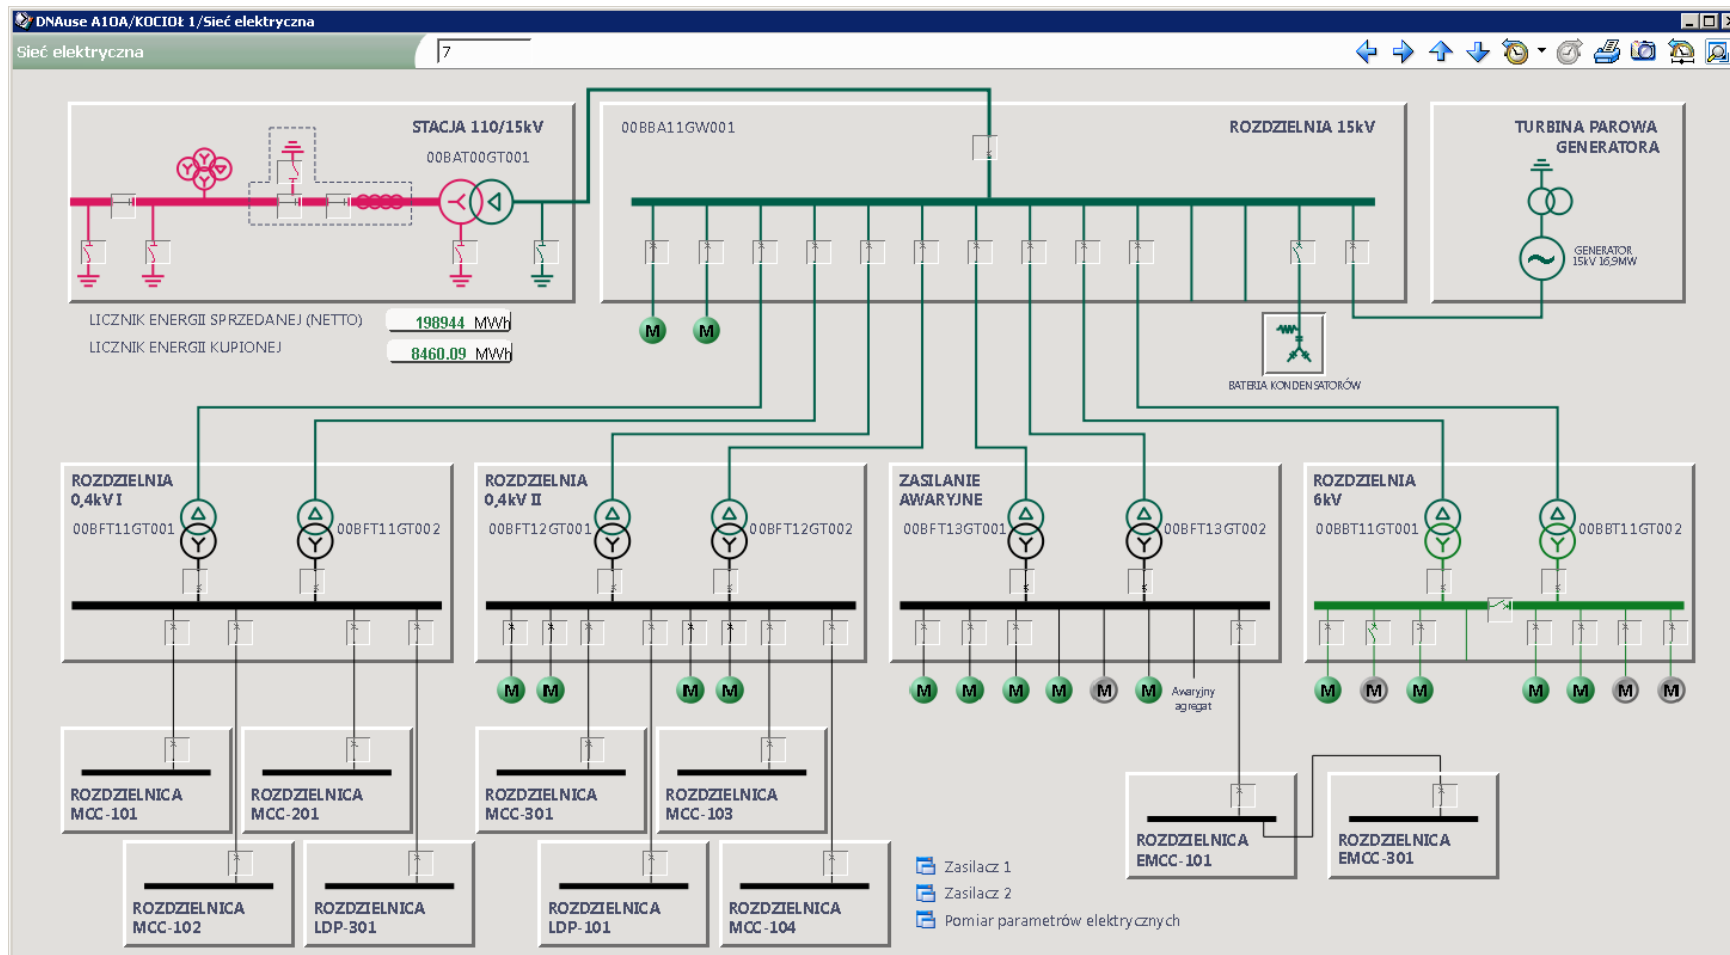 DNAuse A10A/KOCIOŁ 1/Sieć elektryczna
Sieć elektryczna
7
STACJA 110/15kV
00BAT00GT001
00BBA11GW001
ROZDZIELNIA 15kV
TURBINA PAROWA
GENERATORA
GENERATOR
15kV 16,9MW
LICZNIK ENERGII SPRZEDANEJ (NETTO)
198944 MWh
LICZNIK ENERGII KUPIONEJ
8460.09 MWh
M
M
BATERIA KONDENSATORÓW
ROZDZIELNIA
0,4kV I
00BFT11GT001
00BFT11GT002
ROZDZIELNIA
0,4kV II
00BFT12GT001
00BFT12GT002
ZASILANIE
AWARYJNE
00BFT13GT001
00BFT13GT002
ROZDZIELNIA
6kV
00BBT11GT001
00BBT11GT002
M M M M
M M M M M M
Awaryjny
agregat
M M M M M M M
ROZDZIELNICA
MCC-101
ROZDZIELNICA
MCC-201
ROZDZIELNICA
MCC-301
ROZDZIELNICA
MCC-103
ROZDZIELNICA
EMCC-101
ROZDZIELNICA
EMCC-301
ROZDZIELNICA
MCC-102
ROZDZIELNICA
LDP-301
ROZDZIELNICA
LDP-101
ROZDZIELNICA
MCC-104
Zasilacz 1
Zasilacz 2
Pomiar parametrów elektrycznych